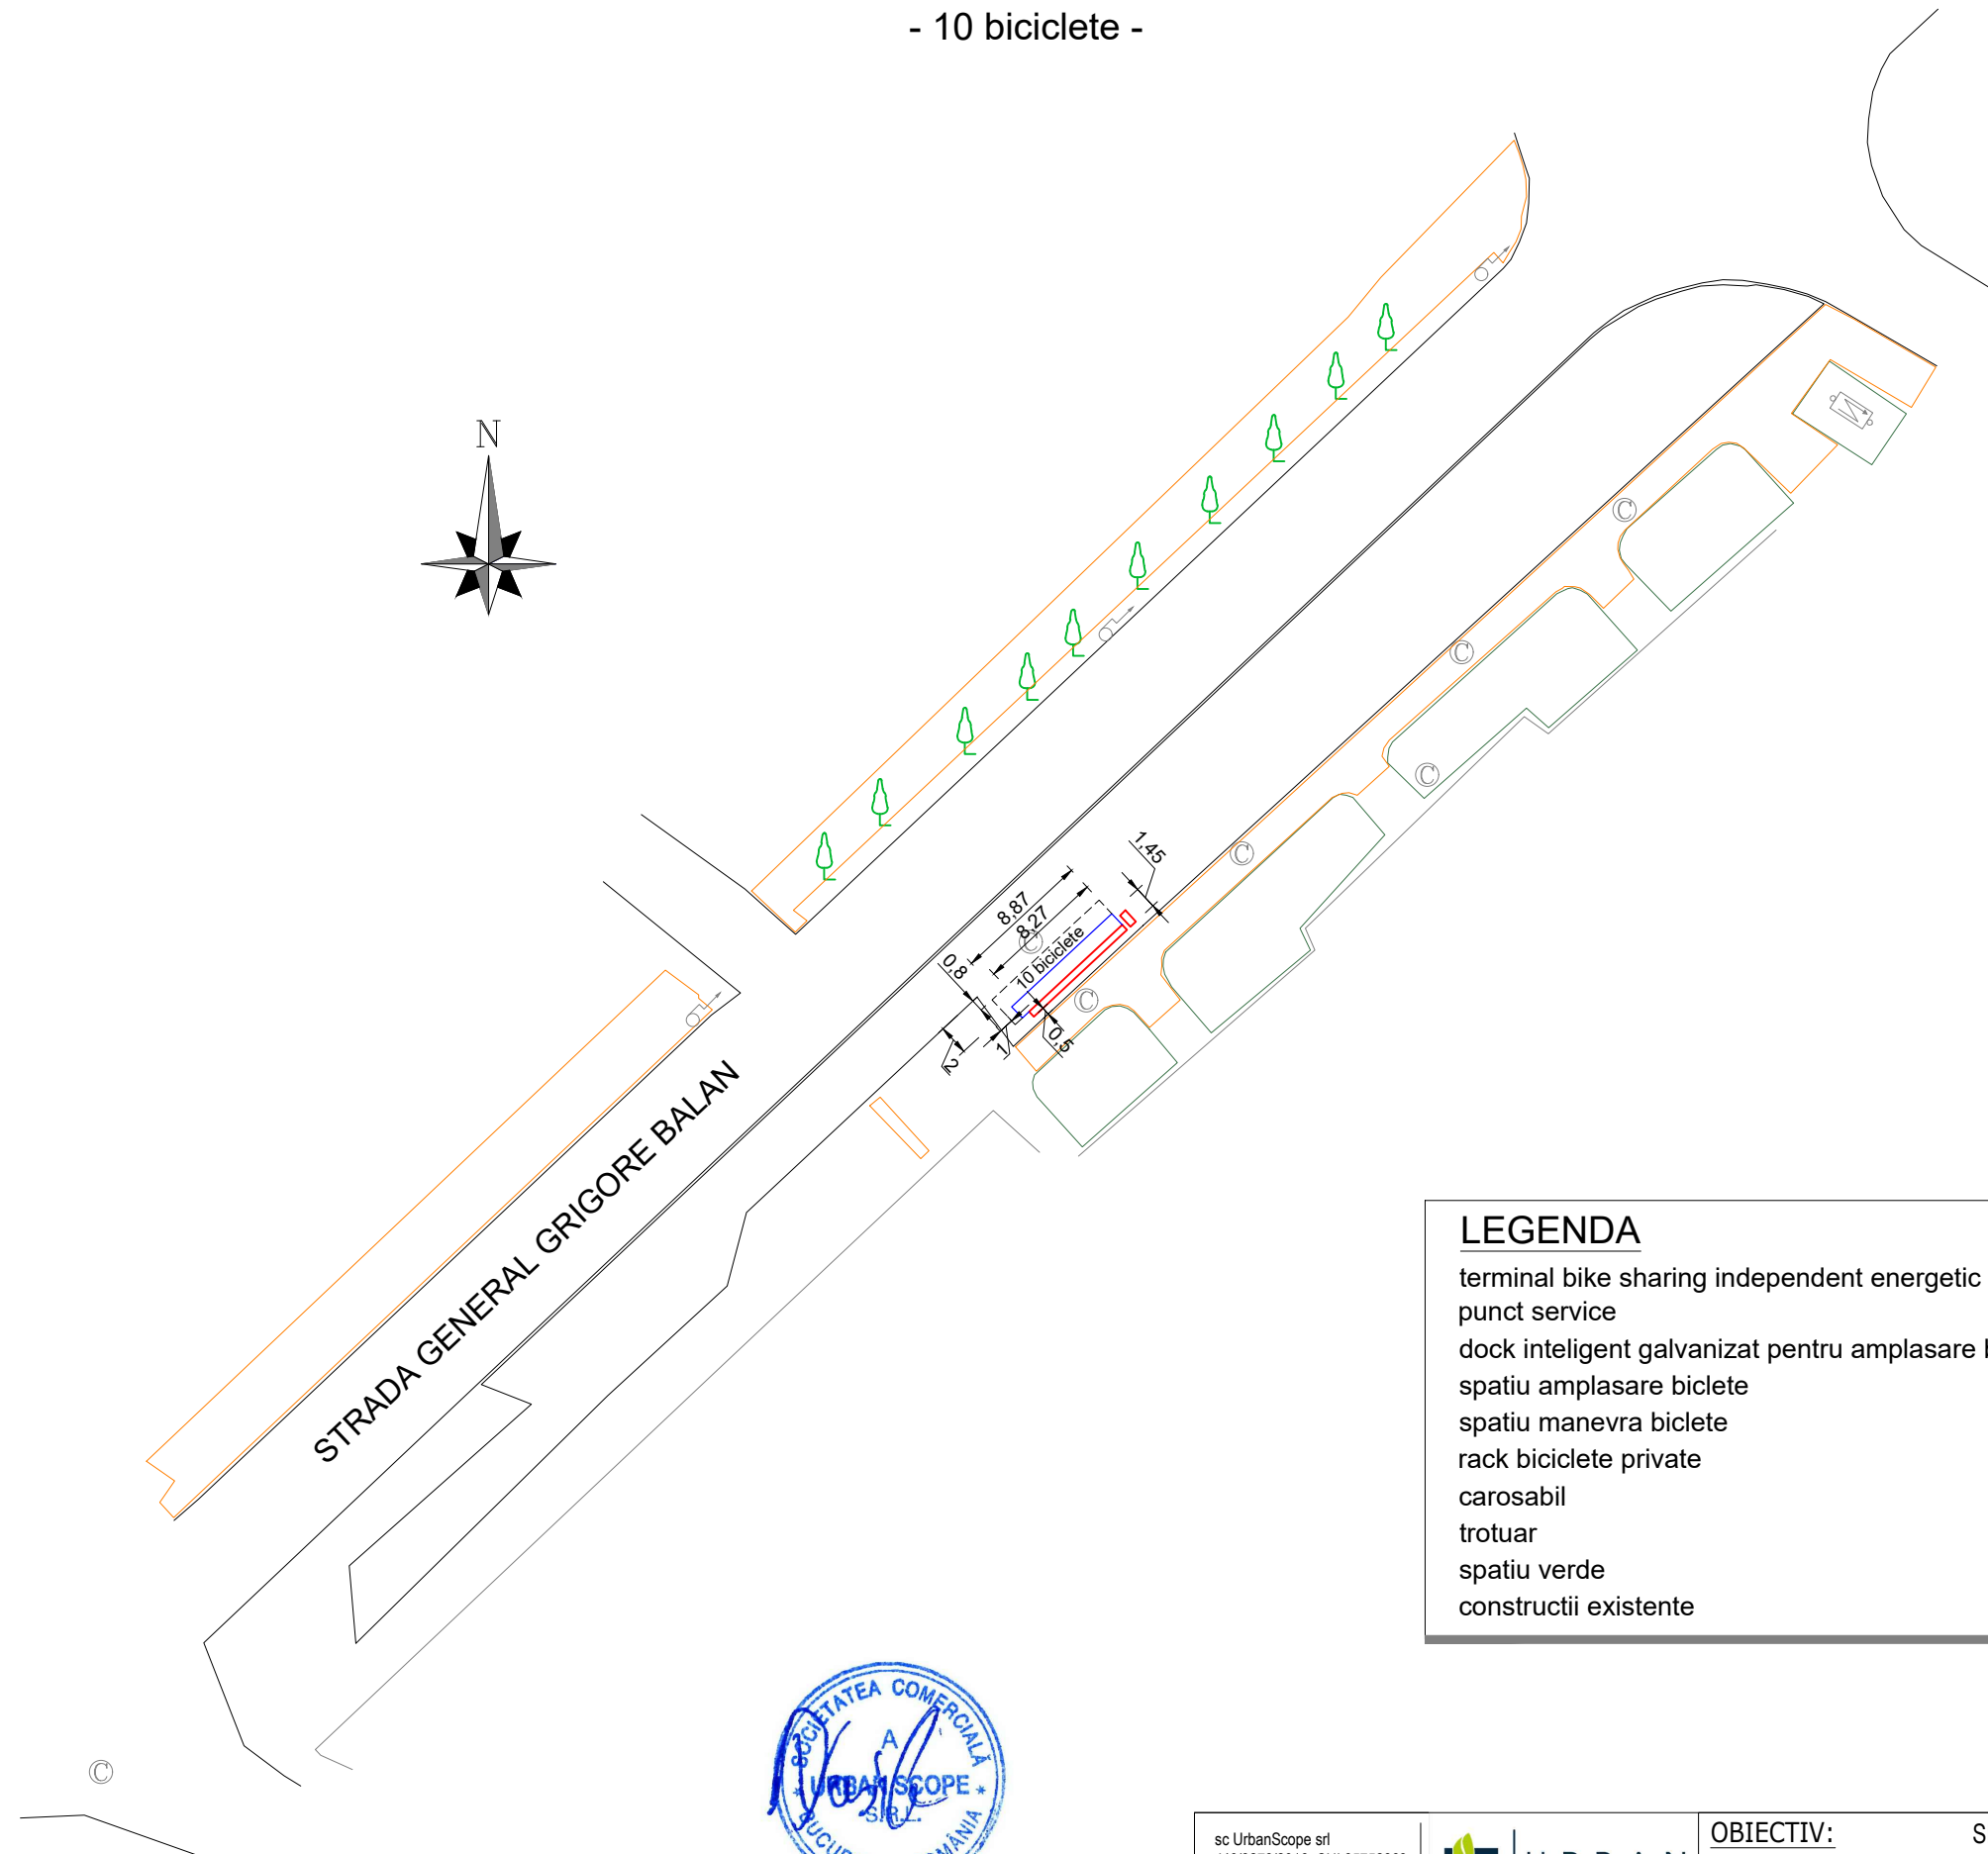 - 10 biciclete -
N
1,45
8,87
8,27
C
10 biciclete
0,8
0,5
1
2
C
C
C
C
C
C
STRADA GENERAL GRIGORE BALAN
LEGENDA
terminal bike sharing independent energetic
punct service
dock inteligent galvanizat pentru amplasare
spatiu amplasare biclete
spatiu manevra biclete
rack biciclete private
carosabil
trotuar
spatiu verde
constructii existente
SOCIETATEA COMERCIALĂ
A
URBAN SCOPE
S.R.L.
sc UrbanScope srl
URBAN
OBIECTIV:
S